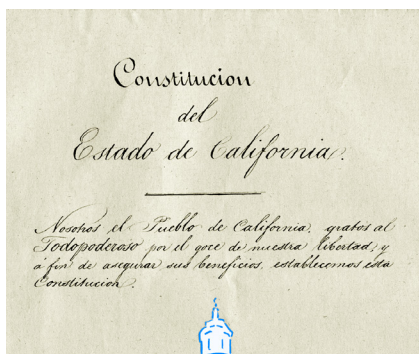 Constitucion
del
Estado de California.
Nosotros el Pueblo de California, gratos al
Todopoderoso por el goce de nuestra libertad, y
á fin de asegurar sus beneficios, establecemos esta
Constitucion.